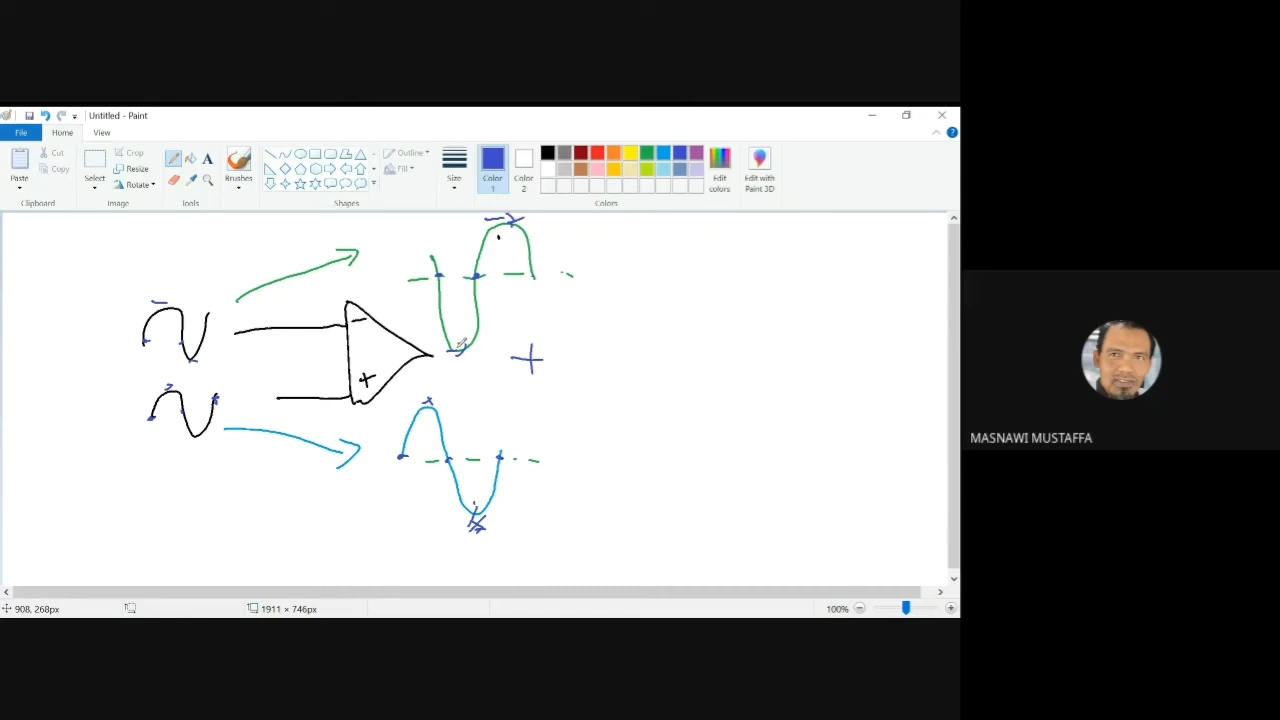 Untitled - Paint
File Home View
Paste
Cut
Copy
Clipboard
Select
Crop
Resize
Rotate
Image
A
Tools
Brushes
Outline
Fill
Shapes
Size
Color 1
Color 2
Edit colors
Edit with Paint 3D
Colors
−
+
+
MASNAWI MUSTAFFA
908, 268px
1911 × 746px
100%